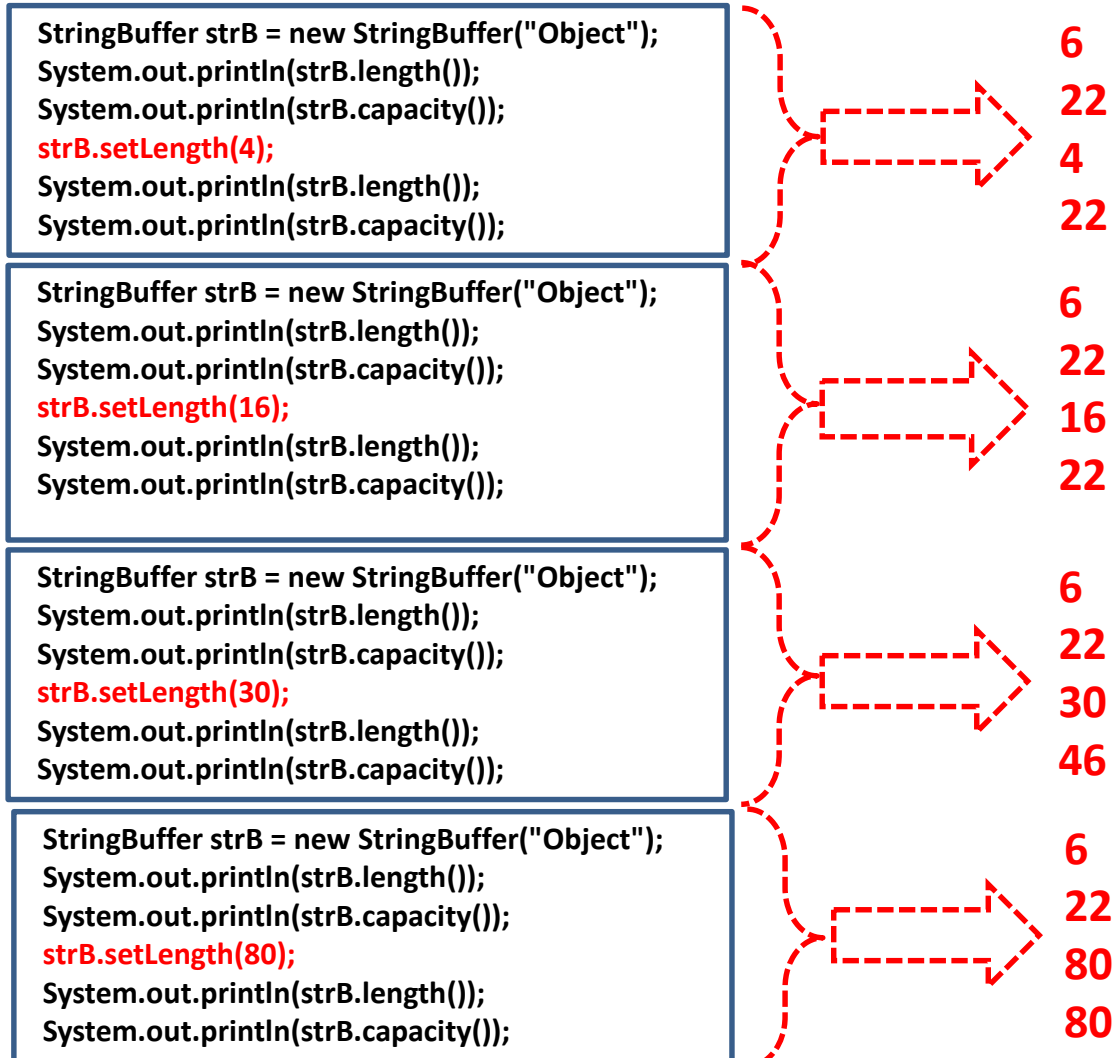 StringBuffer strB = new StringBuffer("Object");
System.out.println(strB.length());
System.out.println(strB.capacity());
strB.setLength(4);
System.out.println(strB.length());
System.out.println(strB.capacity());
6
22
4
22
StringBuffer strB = new StringBuffer("Object");
System.out.println(strB.length());
System.out.println(strB.capacity());
strB.setLength(16);
System.out.println(strB.length());
System.out.println(strB.capacity());
6
22
16
22
StringBuffer strB = new StringBuffer("Object");
System.out.println(strB.length());
System.out.println(strB.capacity());
strB.setLength(30);
System.out.println(strB.length());
System.out.println(strB.capacity());
6
22
30
46
StringBuffer strB = new StringBuffer("Object");
System.out.println(strB.length());
System.out.println(strB.capacity());
strB.setLength(80);
System.out.println(strB.length());
System.out.println(strB.capacity());
6
22
80
80